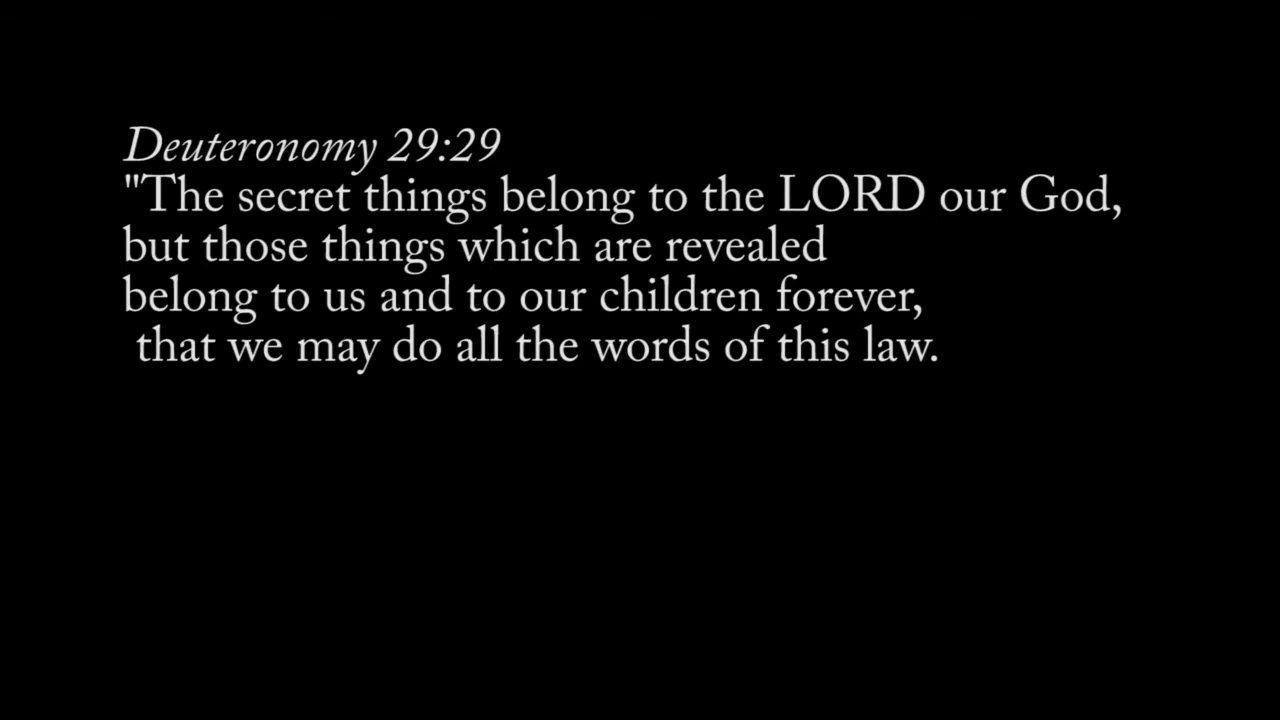 Deuteronomy 29:29
"The secret things belong to the LORD our God,
but those things which are revealed
belong to us and to our children forever,
that we may do all the words of this law.